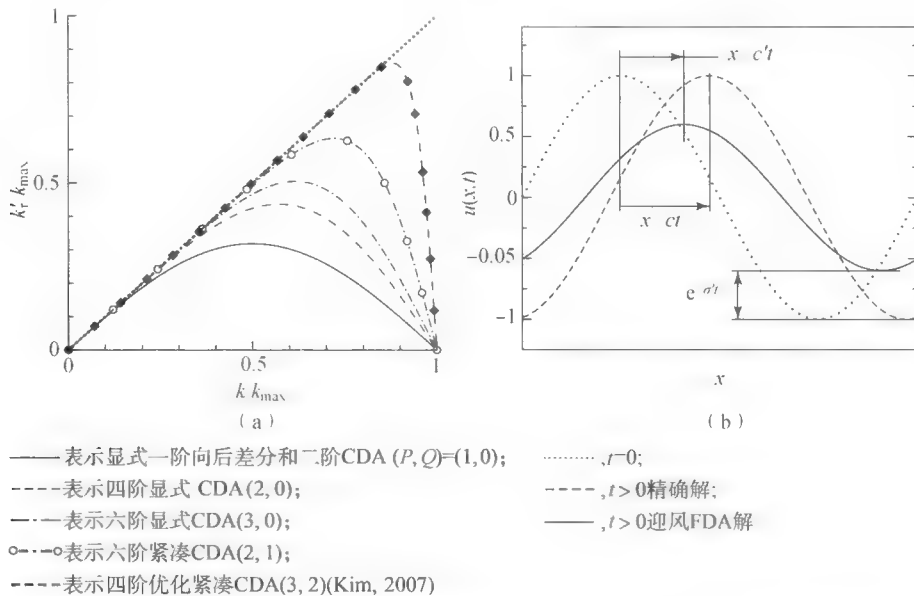 1
0.5
0
k'r k max
0
0.5
1
k k max
(a)
x c't
1
0.5
0
-0.05
-1
u(x,t)
x ct
e σ't
x
(b)
表示显式一阶向后差分和二阶CDA (P, Q)=(1, 0);
表示四阶显式 CDA(2, 0);
表示六阶显式CDA(3, 0);
表示六阶紧凑CDA(2, 1);
表示四阶优化紧凑CDA(3, 2)(Kim, 2007)
,t=0;
,t>0精确解;
,t>0迎风FDA解